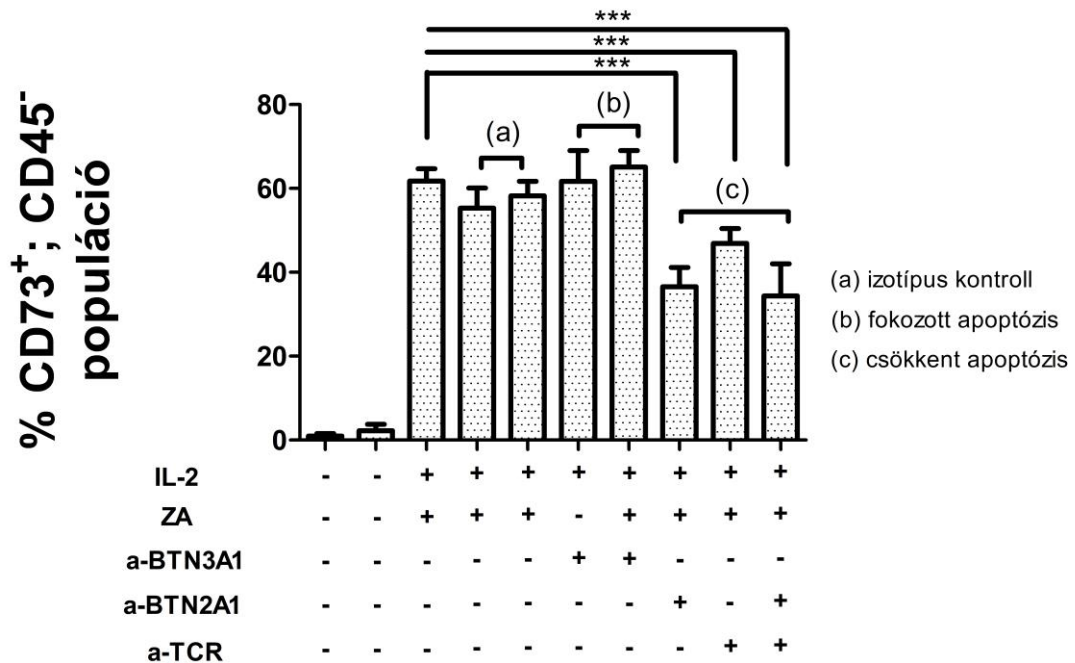 ***
***
***
% CD73+; CD45-
populáció
80
60
40
20
0
(a)
(b)
(c)
(a) izotípus kontroll
(b) fokozott apoptózis
(c) csökkent apoptózis
IL-2 - - + + + + + + + +
ZA - - + + + - + + + +
a-BTN3A1 - - - - - + + - - -
a-BTN2A1 - - - - - - - + - +
a-TCR - - - - - - - - + +